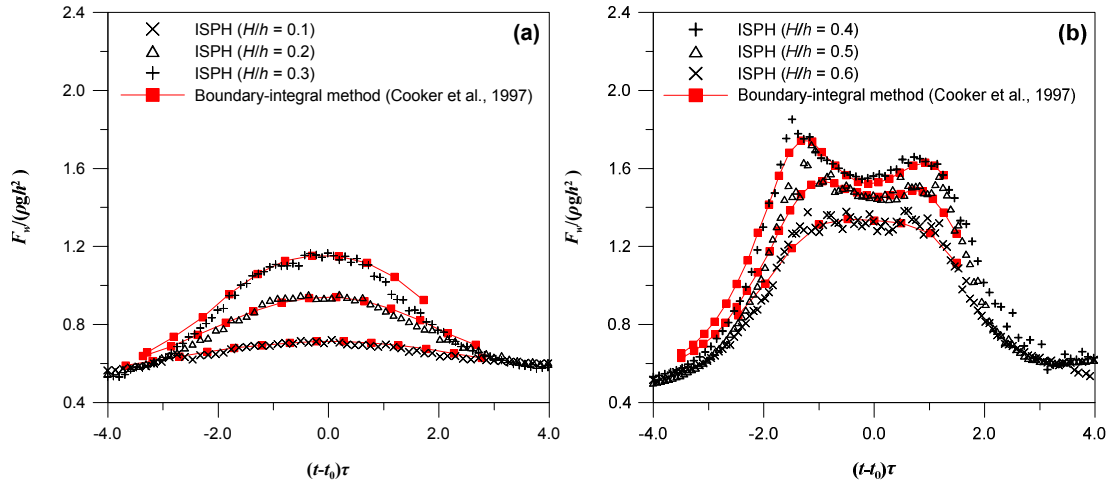 2.4
2.0
1.6
1.2
0.8
0.4
F_w/(ρgh²)
-4.0 -2.0 0.0 2.0 4.0
(t-t₀)τ
(a)
ISPH (H/h = 0.1)
ISPH (H/h = 0.2)
ISPH (H/h = 0.3)
Boundary-integral method (Cooker et al., 1997)
2.4
2.0
1.6
1.2
0.8
0.4
F_w/(ρgh²)
-4.0 -2.0 0.0 2.0 4.0
(t-t₀)τ
(b)
ISPH (H/h = 0.4)
ISPH (H/h = 0.5)
ISPH (H/h = 0.6)
Boundary-integral method (Cooker et al., 1997)